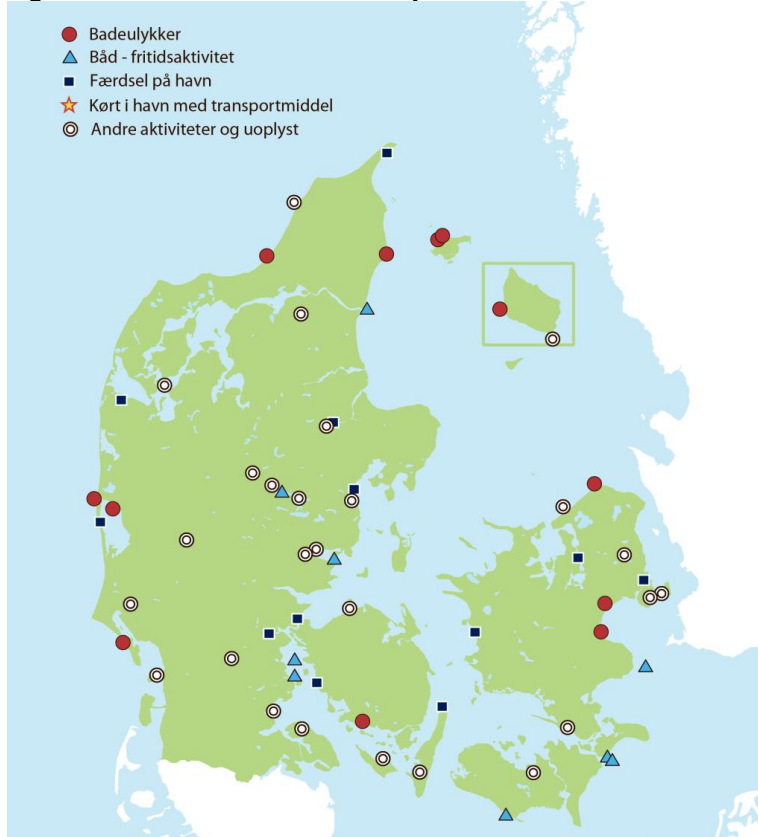 Badeulykker
Båd - fritidsaktivitet
Færdsel på havn
Kørt i havn med transportmiddel
Andre aktiviteter og uoplyst